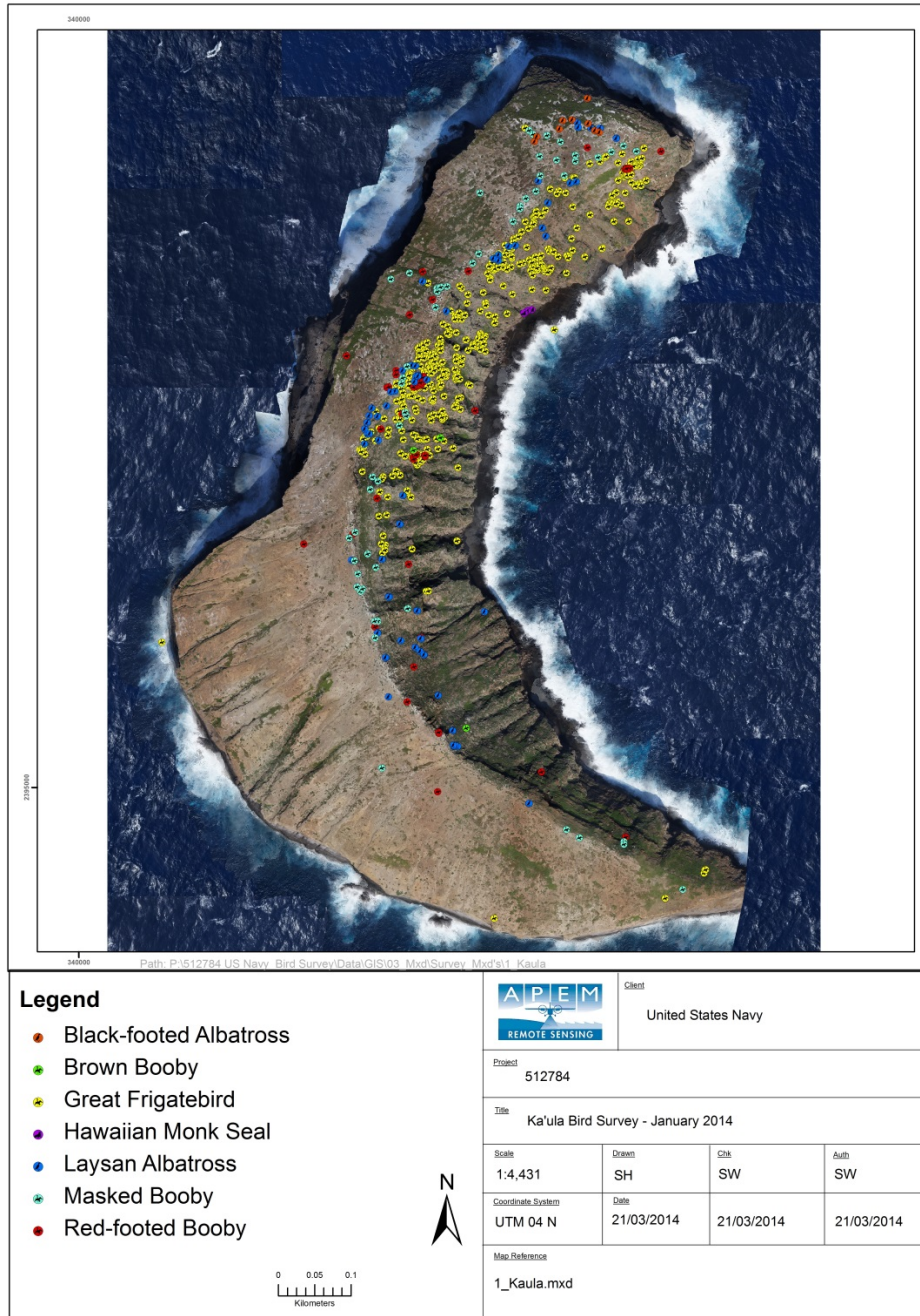 340000
2395000
340000
Path: P:\512784 US Navy_Bird Survey\Data\GIS\03_Mxd\Survey_Mxd's\1_Kaula
Legend
Black-footed Albatross
Brown Booby
Great Frigatebird
Hawaiian Monk Seal
Laysan Albatross
Masked Booby
Red-footed Booby
N
0 0.05 0.1
Kilometers
APEM
REMOTE SENSING
Client
United States Navy
Project
512784
Title
Ka'ula Bird Survey - January 2014
Scale
1:4,431
Drawn
SH
Chk
SW
Auth
SW
Coordinate System
UTM 04 N
Date
21/03/2014
21/03/2014
21/03/2014
Map Reference
1_Kaula.mxd